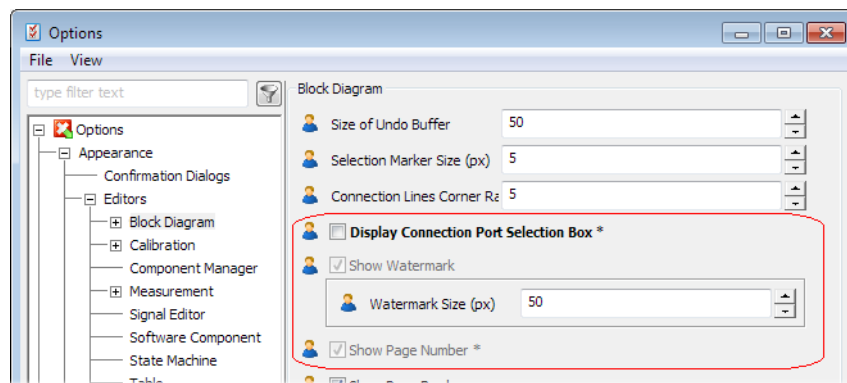 Options
File View
type filter text
Options
Appearance
Confirmation Dialogs
Editors
Block Diagram
Calibration
Component Manager
Measurement
Signal Editor
Software Component
State Machine
Table
Block Diagram
Size of Undo Buffer 50
Selection Marker Size (px) 5
Connection Lines Corner Ra 5
Display Connection Port Selection Box *
Show Watermark
Watermark Size (px) 50
Show Page Number *